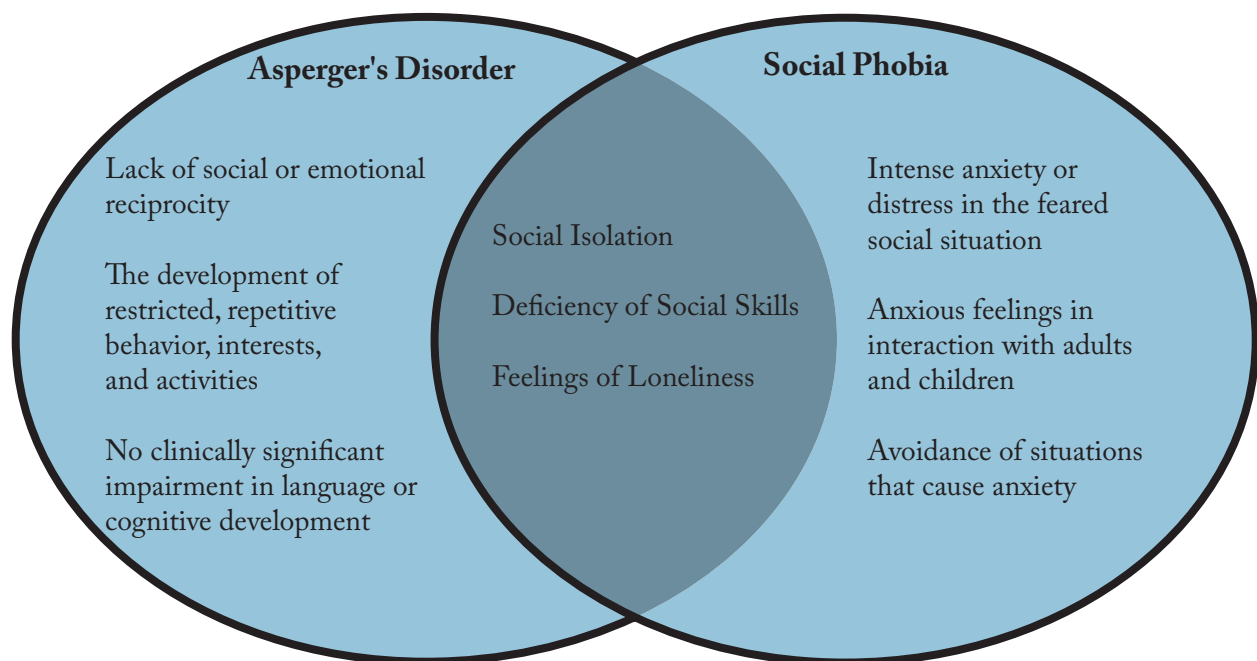 Asperger's Disorder
Lack of social or emotional
reciprocity
The development of
restricted, repetitive
behavior, interests,
and activities
No clinically significant
impairment in language or
cognitive development
Social Isolation
Deficiency of Social Skills
Feelings of Loneliness
Social Phobia
Intense anxiety or
distress in the feared
social situation
Anxious feelings in
interaction with adults
and children
Avoidance of situations
that cause anxiety